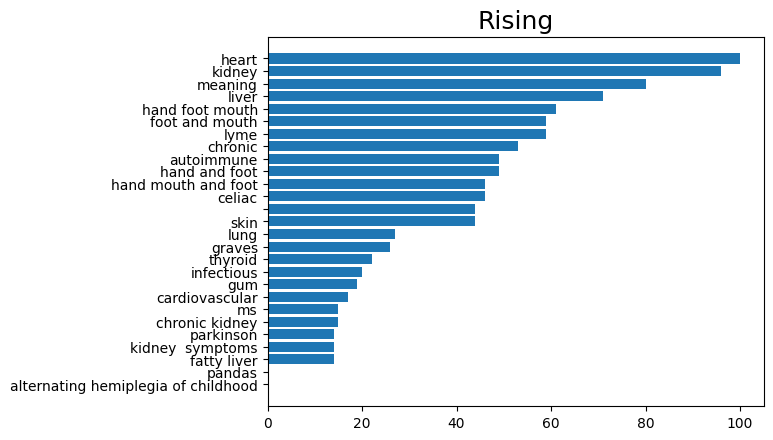 Rising
heart
kidney
meaning
liver
hand foot mouth
foot and mouth
lyme
chronic
autoimmune
hand and foot
hand mouth and foot
celiac
skin
lung
graves
thyroid
infectious
gum
cardiovascular
ms
chronic kidney
parkinson
kidney  symptoms
fatty liver
pandas
alternating hemiplegia of childhood
0 20 40 60 80 100